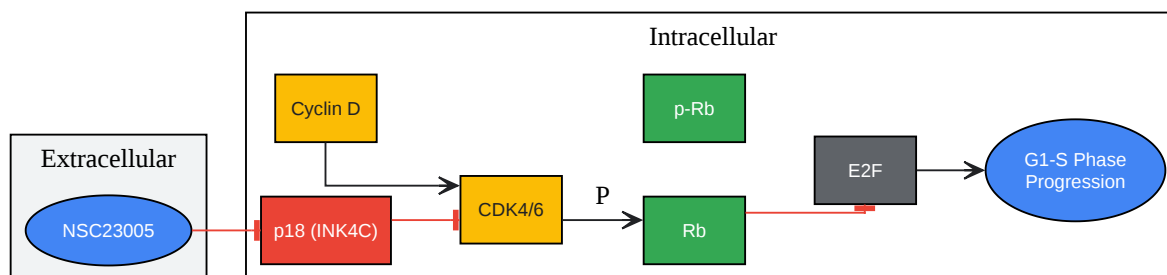 Intracellular
Cyclin D
p-Rb
Extracellular
E2F
G1-S Phase
Progression
NSC23005
p18 (INK4C)
CDK4/6
P
Rb